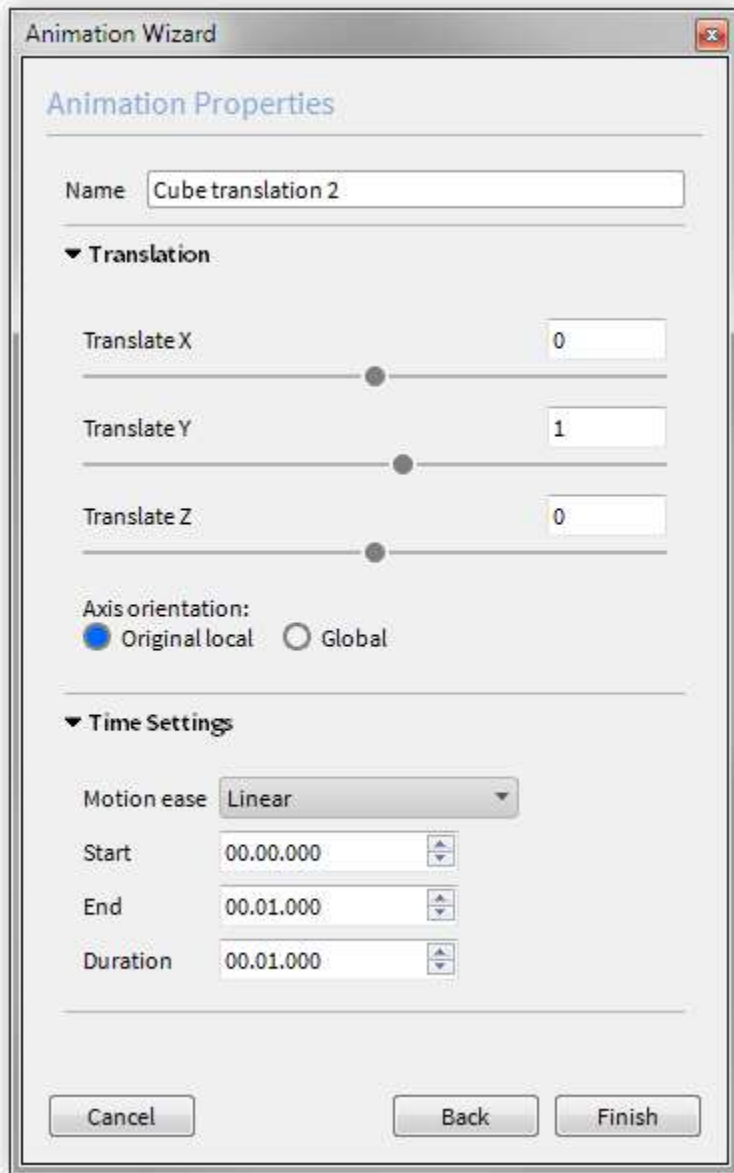 Animation Wizard
Animation Properties
Name Cube translation 2
Translation
Translate X 0
Translate Y 1
Translate Z 0
Axis orientation:
Original local Global
Time Settings
Motion ease Linear
Start 00.00.000
End 00.01.000
Duration 00.01.000
Cancel Back Finish